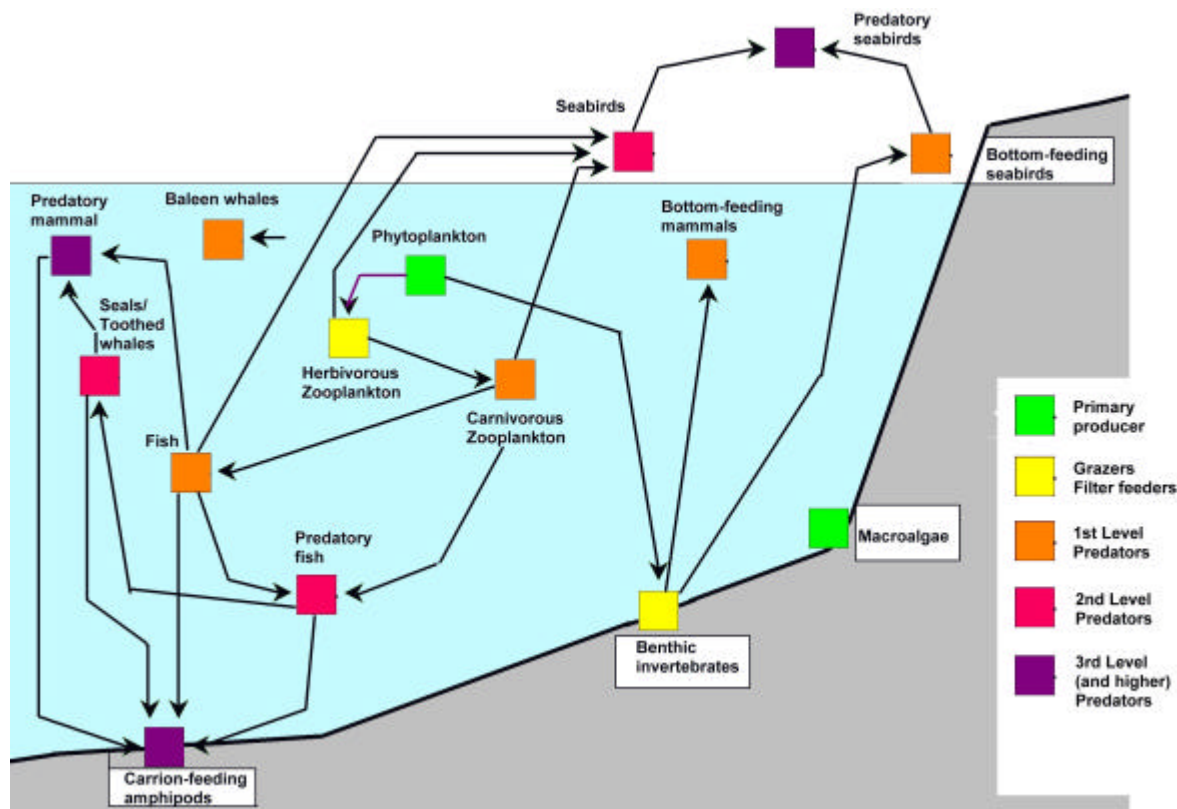 Predatory
seabirds
Seabirds
Bottom-feeding
seabirds
Predatory
mammal
Baleen whales
Bottom-feeding
mammals
Phytoplankton
Seals/
Toothed
whales
Herbivorous
Zooplankton
Carnivorous
Zooplankton
Fish
Predatory
fish
Macroalgae
Benthic
invertebrates
Carrion-feeding
amphipods
Primary
producer
Grazers
Filter feeders
1st Level
Predators
2nd Level
Predators
3rd Level
(and higher)
Predators